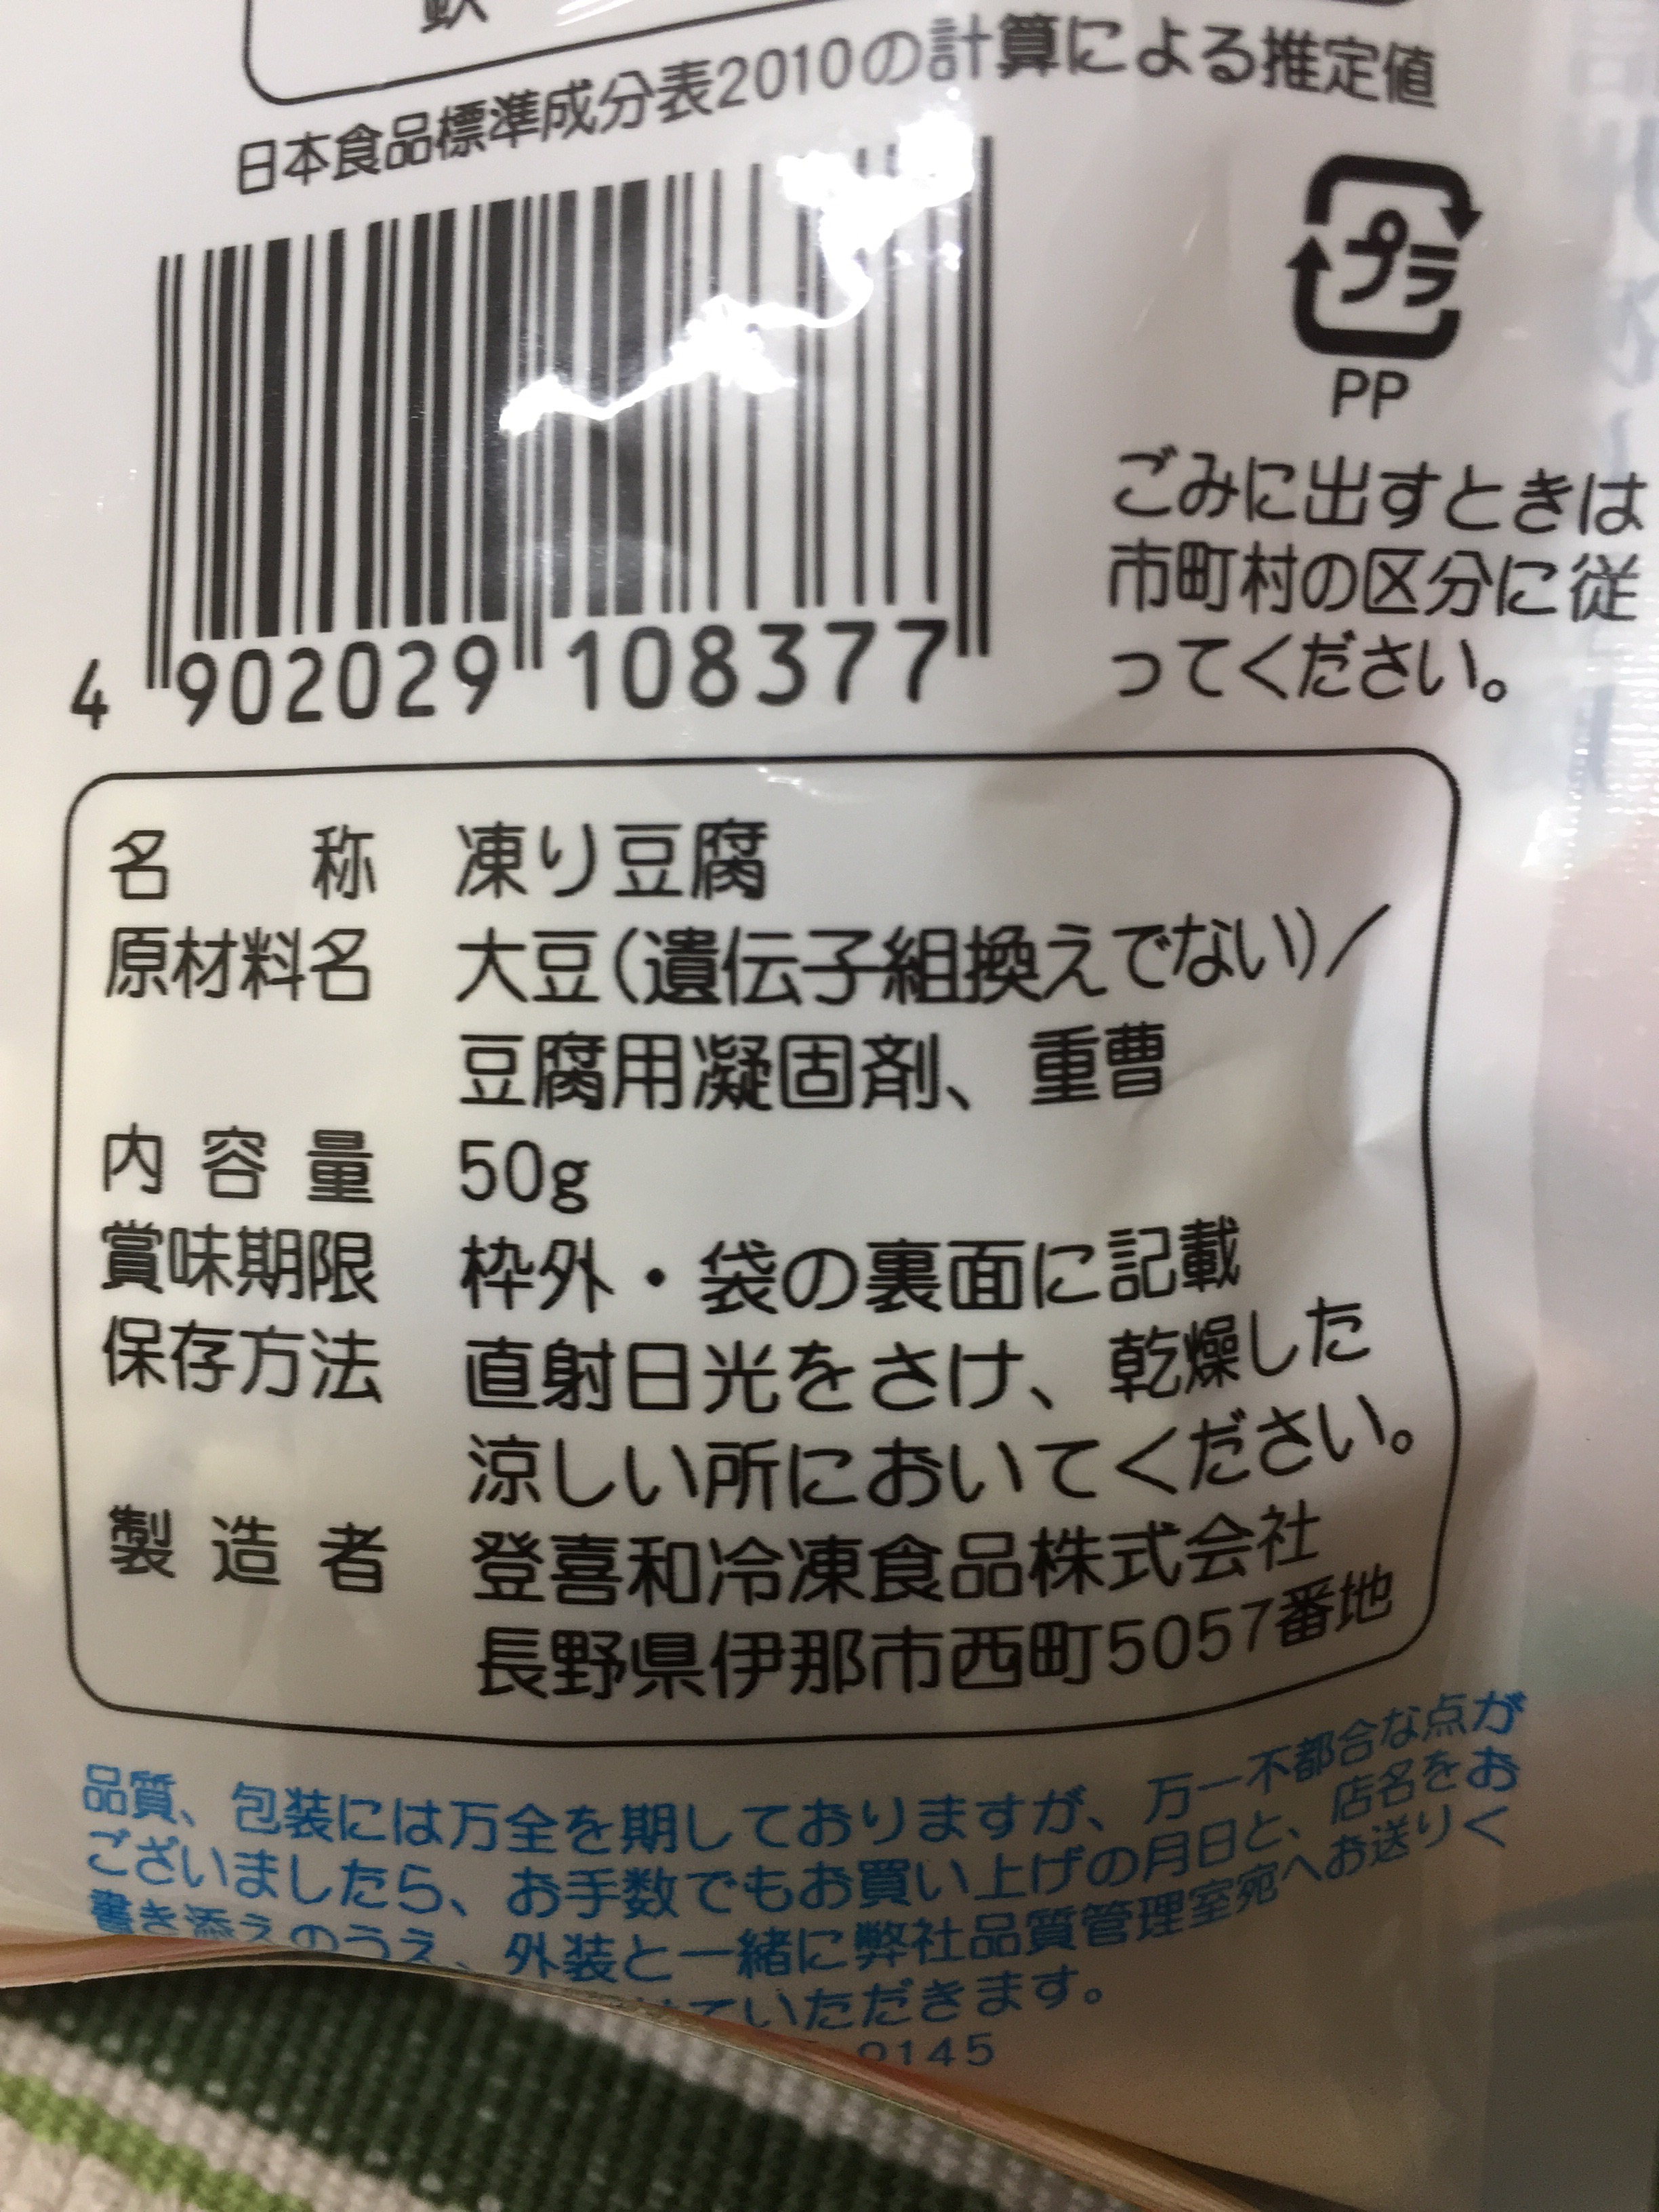 日本食品標準成分表2010の計算による推定値
プラ
PP
ごみに出すときは
市町村の区分に従
ってください。
4 902029 108377
名称 凍り豆腐
原材料名 大豆(遺伝子組換えでない)/
豆腐用凝固剤、重曹
内容量 50g
賞味期限 枠外・袋の裏面に記載
保存方法 直射日光をさけ、乾燥した
涼しい所においてください。
製造者 登喜和冷凍食品株式会社
長野県伊那市西町5057番地
品質、包装には万全を期しておりますが、万一不都合な点が
ございましたら、お手数でもお買い上げの月日と、店名をお
書き添えのうえ、外装と一緒に弊社品質管理室宛へお送りく
ていただきます。
9145